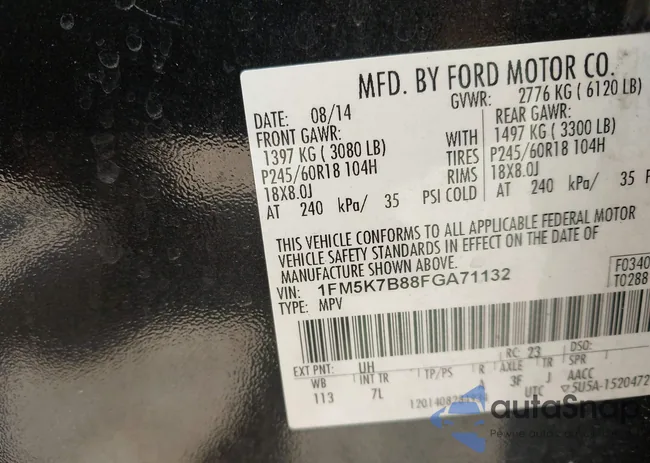 MFD. BY FORD MOTOR CO.
DATE: 08/14 GVWR: 2776 KG ( 6120 LB)
FRONT GAWR: REAR GAWR:
1397 KG ( 3080 LB) WITH 1497 KG ( 3300 LB)
P245/60R18 104H TIRES P245/60R18 104H
18X8.0J RIMS 18X8.0J
AT 240 kPa/ 35 PSI COLD AT 240 kPa/ 35
THIS VEHICLE CONFORMS TO ALL APPLICABLE FEDERAL MOTOR
VEHICLE SAFETY STANDARDS IN EFFECT ON THE DATE OF
MANUFACTURE SHOWN ABOVE.
VIN: 1FM5K7B88FGA71132 F0340
TYPE: MPV T0288
EXT PNT: UH RC: 23 DSO:
WB INT TR TP/PS R AXLE TR SPR
113 7L 3F J AACC
UTC 5U5A-1520472
autoSnap